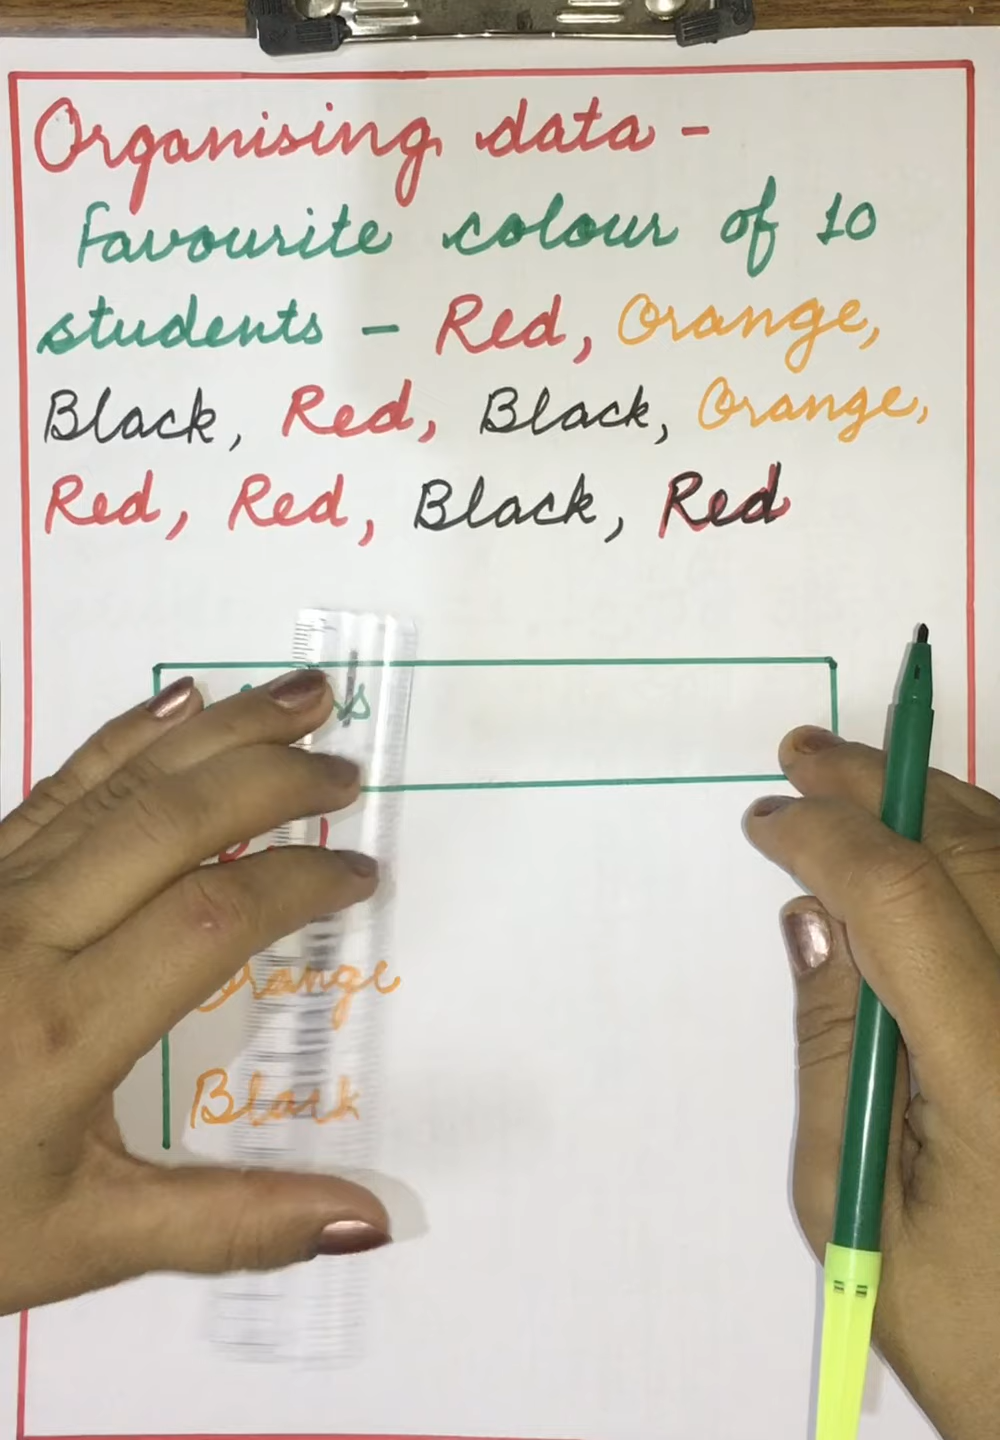 Organising data -
Favourite colour of 10
students - Red, Orange,
Black, Red, Black, Orange,
Red, Red, Black, Red
Orange
Black